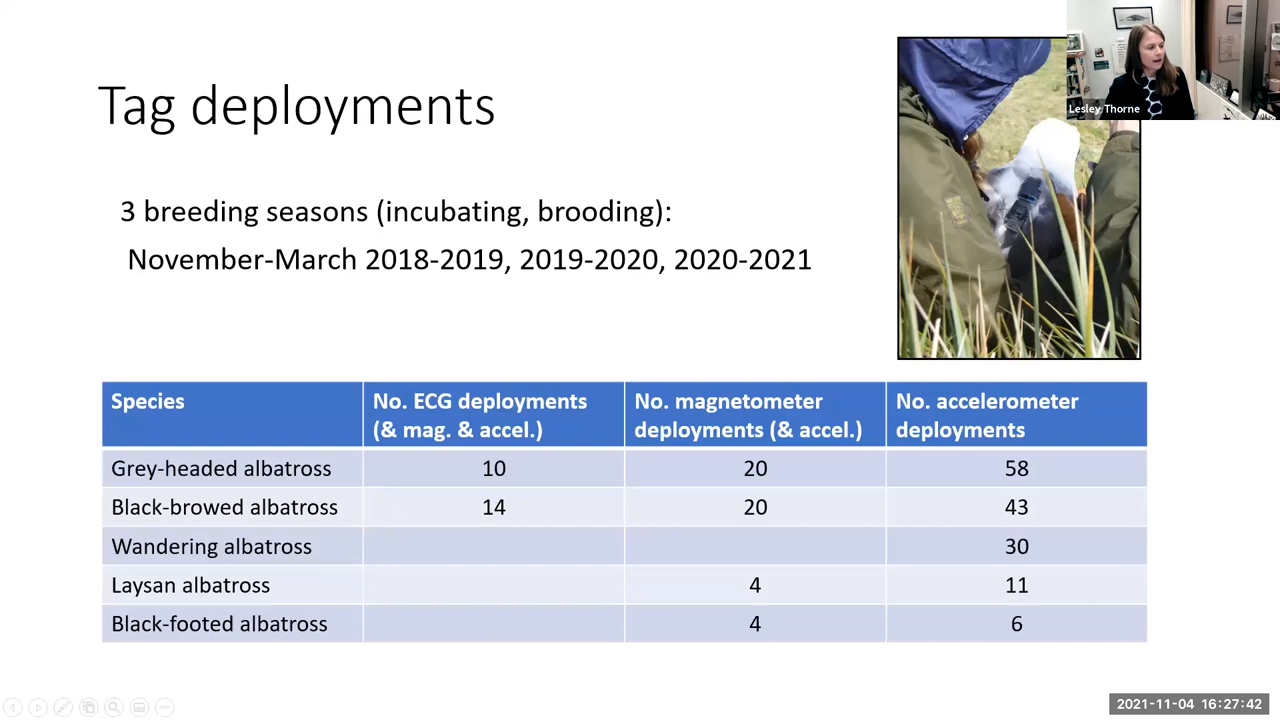 Tag deployments
Lesley Thorne
3 breeding seasons (incubating, brooding):
November-March 2018-2019, 2019-2020, 2020-2021
Species No. ECG deployments (& mag. & accel.) No. magnetometer deployments (& accel.) No. accelerometer deployments
Grey-headed albatross 10 20 58
Black-browed albatross 14 20 43
Wandering albatross 30
Laysan albatross 4 11
Black-footed albatross 4 6
2021-11-04 16:27:42